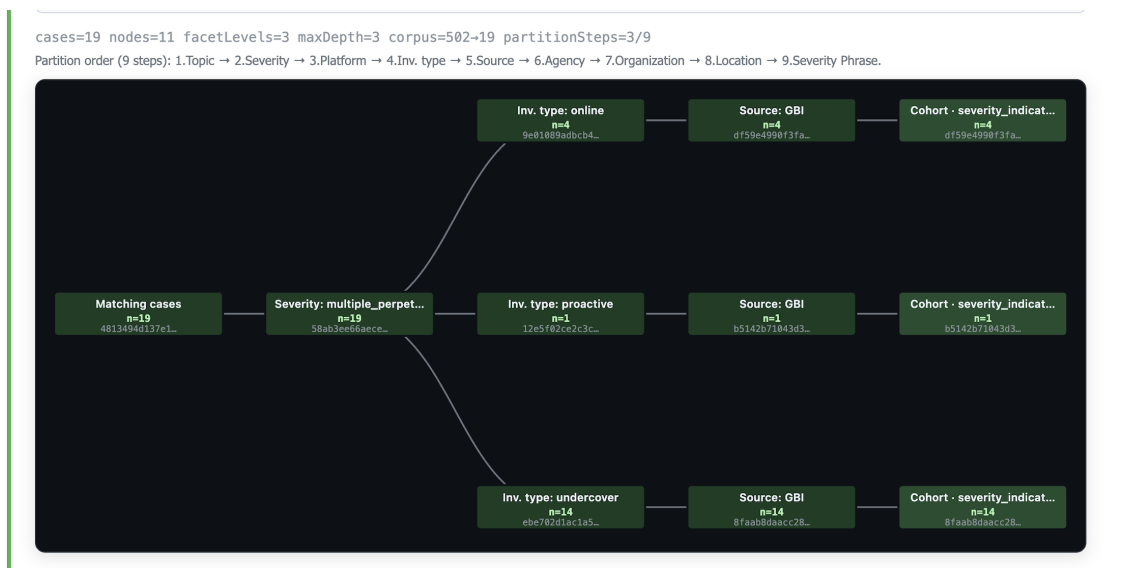 cases=19 nodes=11 facetLevels=3 maxDepth=3 corpus=502→19 partitionSteps=3/9
Partition order (9 steps): 1.Topic → 2.Severity → 3.Platform → 4.Inv. type → 5.Source → 6.Agency → 7.Organization → 8.Location → 9.Severity Phrase.
Inv. type: online
n=4
9e01089adbcb4…
Source: GBI
n=4
df59e4990f3fa…
Cohort · severity_indicat...
n=4
df59e4990f3fa…
Matching cases
n=19
4813494d137e1…
Severity: multiple_perpet...
n=19
58ab3ee66aece…
Inv. type: proactive
n=1
12e5f02ce2c3c…
Source: GBI
n=1
b5142b71043d3…
Cohort · severity_indicat...
n=1
b5142b71043d3…
Inv. type: undercover
n=14
ebe702d1ac1a5…
Source: GBI
n=14
8faab8daacc28…
Cohort · severity_indicat...
n=14
8faab8daacc28…